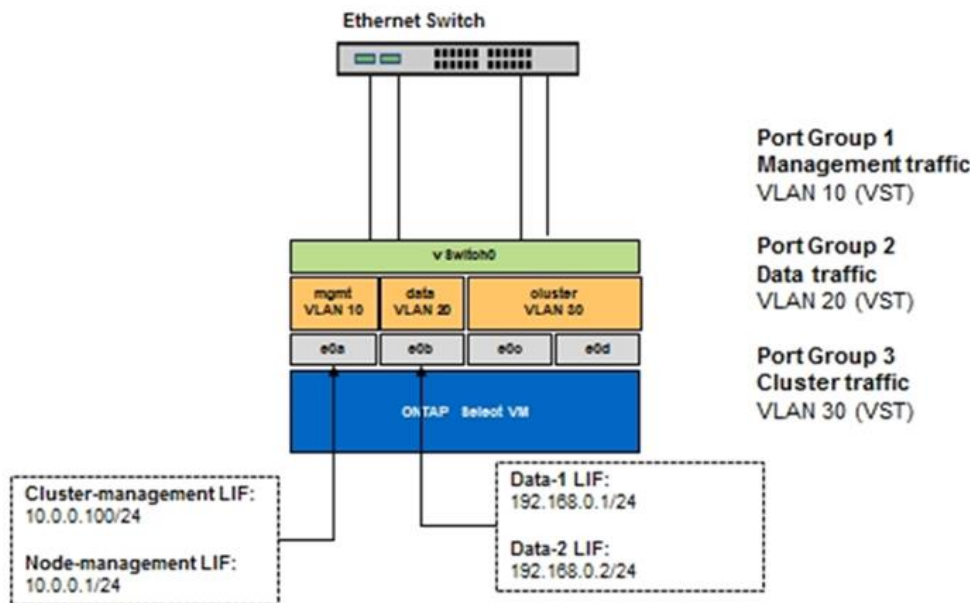 Ethernet Switch
Port Group 1
Management traffic
VLAN 10 (VST)
Port Group 2
Data traffic
VLAN 20 (VST)
Port Group 3
Cluster traffic
VLAN 30 (VST)
vSwitch0
mgmt
VLAN 10
data
VLAN 20
cluster
VLAN 30
e0a
e0b
e0c
e0d
ONTAP Select VM
Cluster-management LIF:
10.0.0.100/24
Node-management LIF:
10.0.0.1/24
Data-1 LIF:
192.168.0.1/24
Data-2 LIF:
192.168.0.2/24